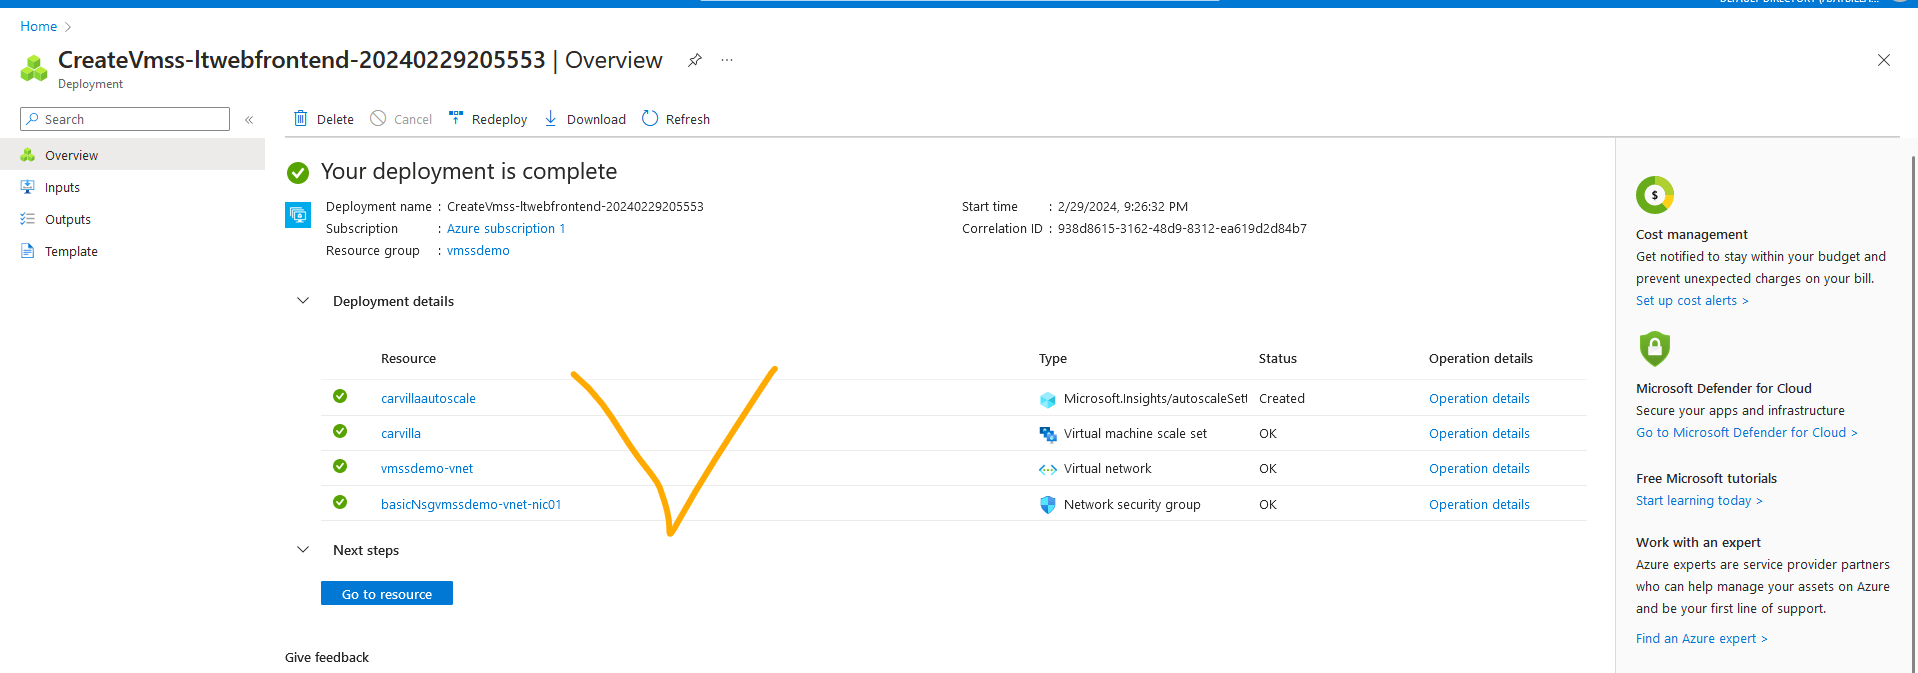 Home
CreateVmss-ltwebfrontend-20240229205553 | Overview
Deployment
Search
Delete Cancel Redeploy Download Refresh
Overview
Inputs
Outputs
Template
Your deployment is complete
Deployment name : CreateVmss-ltwebfrontend-20240229205553
Subscription : Azure subscription 1
Resource group : vmssdemo
Start time : 2/29/2024, 9:26:32 PM
Correlation ID : 938d8615-3162-48d9-8312-ea619d2d84b7
Deployment details
Resource Type Status Operation details
carvillaautoscale Microsoft.Insights/autoscaleSett Created Operation details
carvilla Virtual machine scale set OK Operation details
vmssdemo-vnet Virtual network OK Operation details
basicNsgvmssdemo-vnet-nic01 Network security group OK Operation details
Next steps
Go to resource
Give feedback
$
Cost management
Get notified to stay within your budget and
prevent unexpected charges on your bill.
Set up cost alerts >
Microsoft Defender for Cloud
Secure your apps and infrastructure
Go to Microsoft Defender for Cloud >
Free Microsoft tutorials
Start learning today >
Work with an expert
Azure experts are service provider partners
who can help manage your assets on Azure
and be your first line of support.
Find an Azure expert >